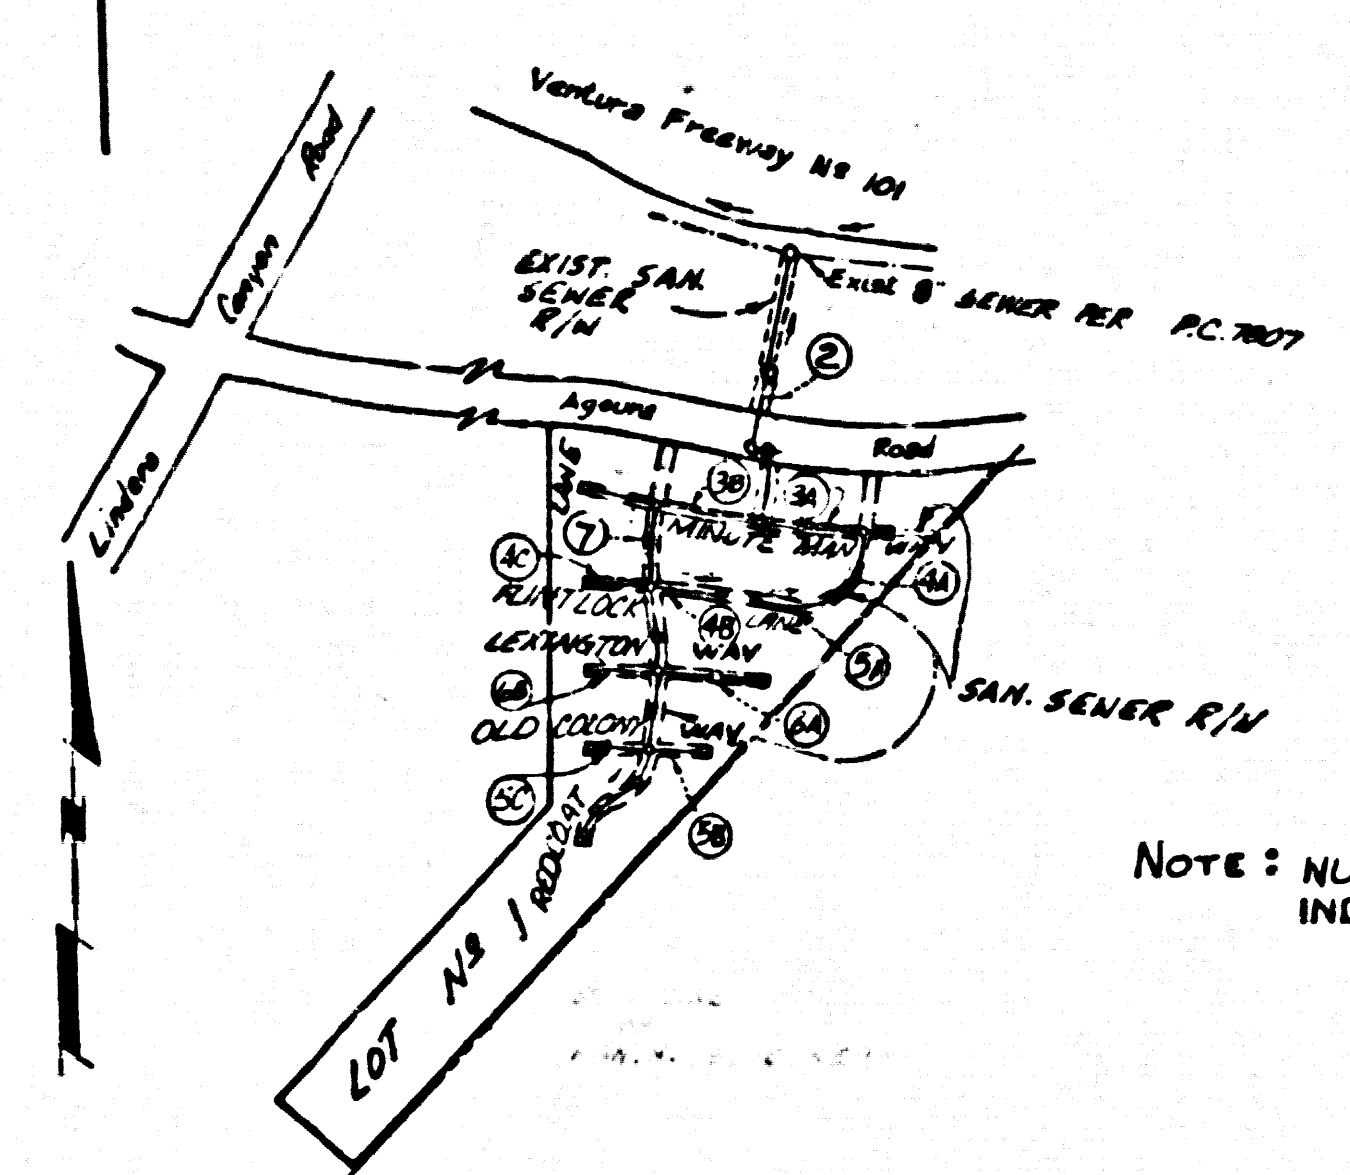 Ventura Freeway Nº 101
Road
Canyon
Lindero
EXIST. SAN.
SEWER
R/W
Exist 8" SEWER PER P.C. 7807
2
Agoura Road
LANE
3B
3A
7
MINUTE MAN WAY
4C
4A
FLINTLOCK LANE
4B
LEXINGTON WAY
5A
6B
6A
SAN. SEWER R/W
OLD COLONY WAY
5C
5B
REDCOAT
LOT Nº 1
NOTE: NU
IND